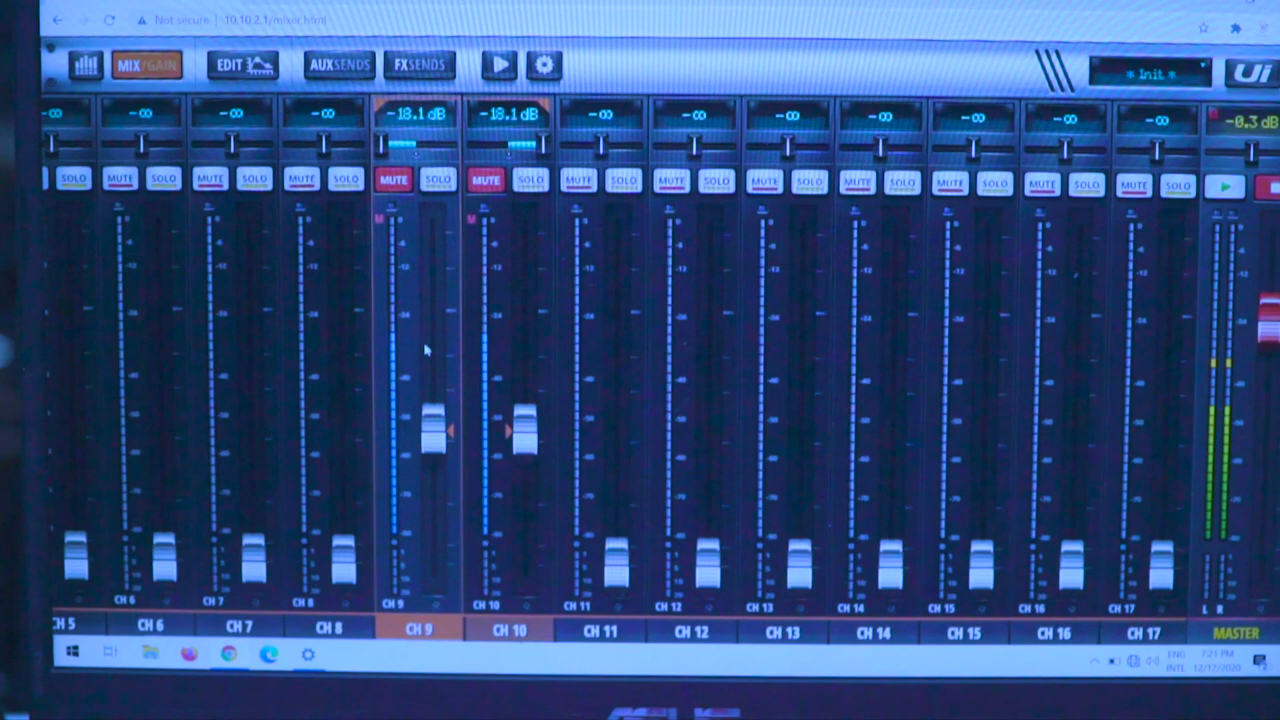 Not secure | 10.10.2.1/mixer.html
MIX/GAIN EDIT AUXSENDS FXSENDS * Init * Ui
-∞ -∞ -∞ -∞ -18.1 dB -18.1 dB -∞ -∞ -∞ -∞ -∞ -∞ -∞ -0.3 dB
SOLO MUTE SOLO MUTE SOLO MUTE SOLO MUTE SOLO MUTE SOLO MUTE SOLO MUTE SOLO MUTE SOLO MUTE SOLO MUTE SOLO MUTE SOLO MUTE SOLO
CH 6 CH 7 CH 8 CH 9 CH 10 CH 11 CH 12 CH 13 CH 14 CH 15 CH 16 CH 17 L R
CH 5 CH 6 CH 7 CH 8 CH 9 CH 10 CH 11 CH 12 CH 13 CH 14 CH 15 CH 16 CH 17 MASTER
ENG 7:21 PM
INTL 12/17/2020